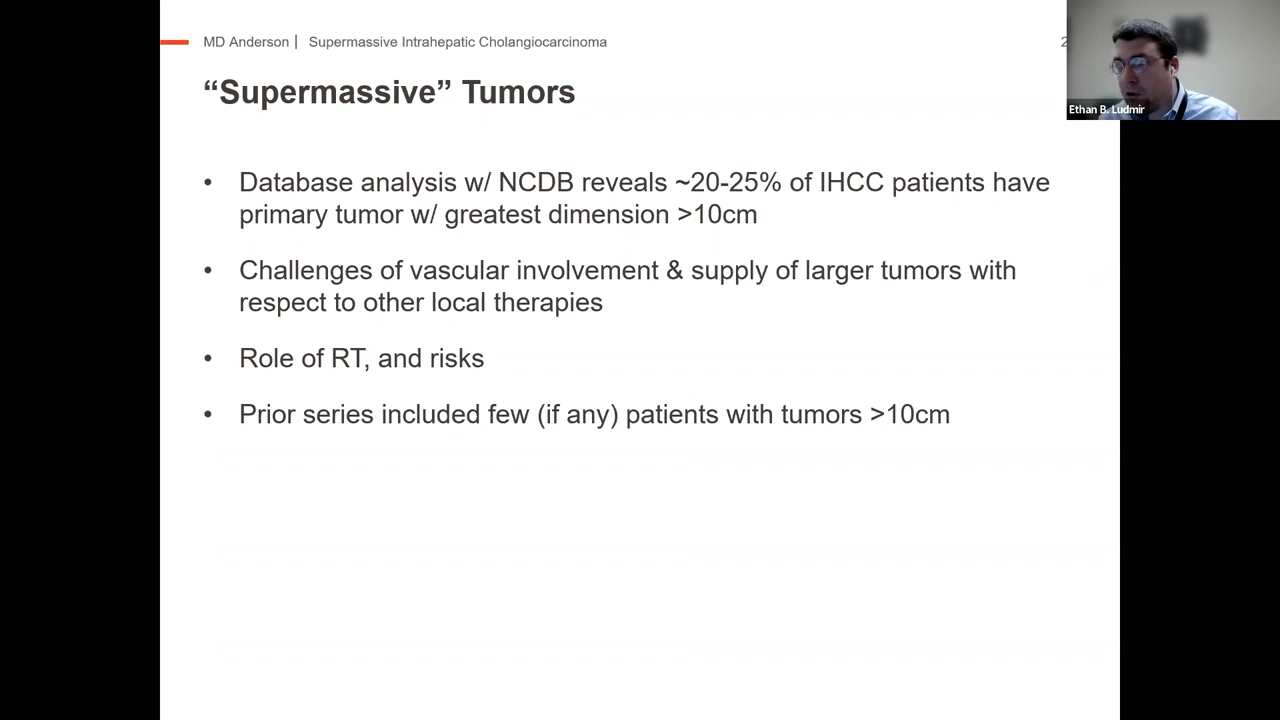 MD Anderson | Supermassive Intrahepatic Cholangiocarcinoma
2
Ethan B. Ludmir
“Supermassive” Tumors
• Database analysis w/ NCDB reveals ~20-25% of IHCC patients have
primary tumor w/ greatest dimension >10cm
• Challenges of vascular involvement & supply of larger tumors with
respect to other local therapies
• Role of RT, and risks
• Prior series included few (if any) patients with tumors >10cm